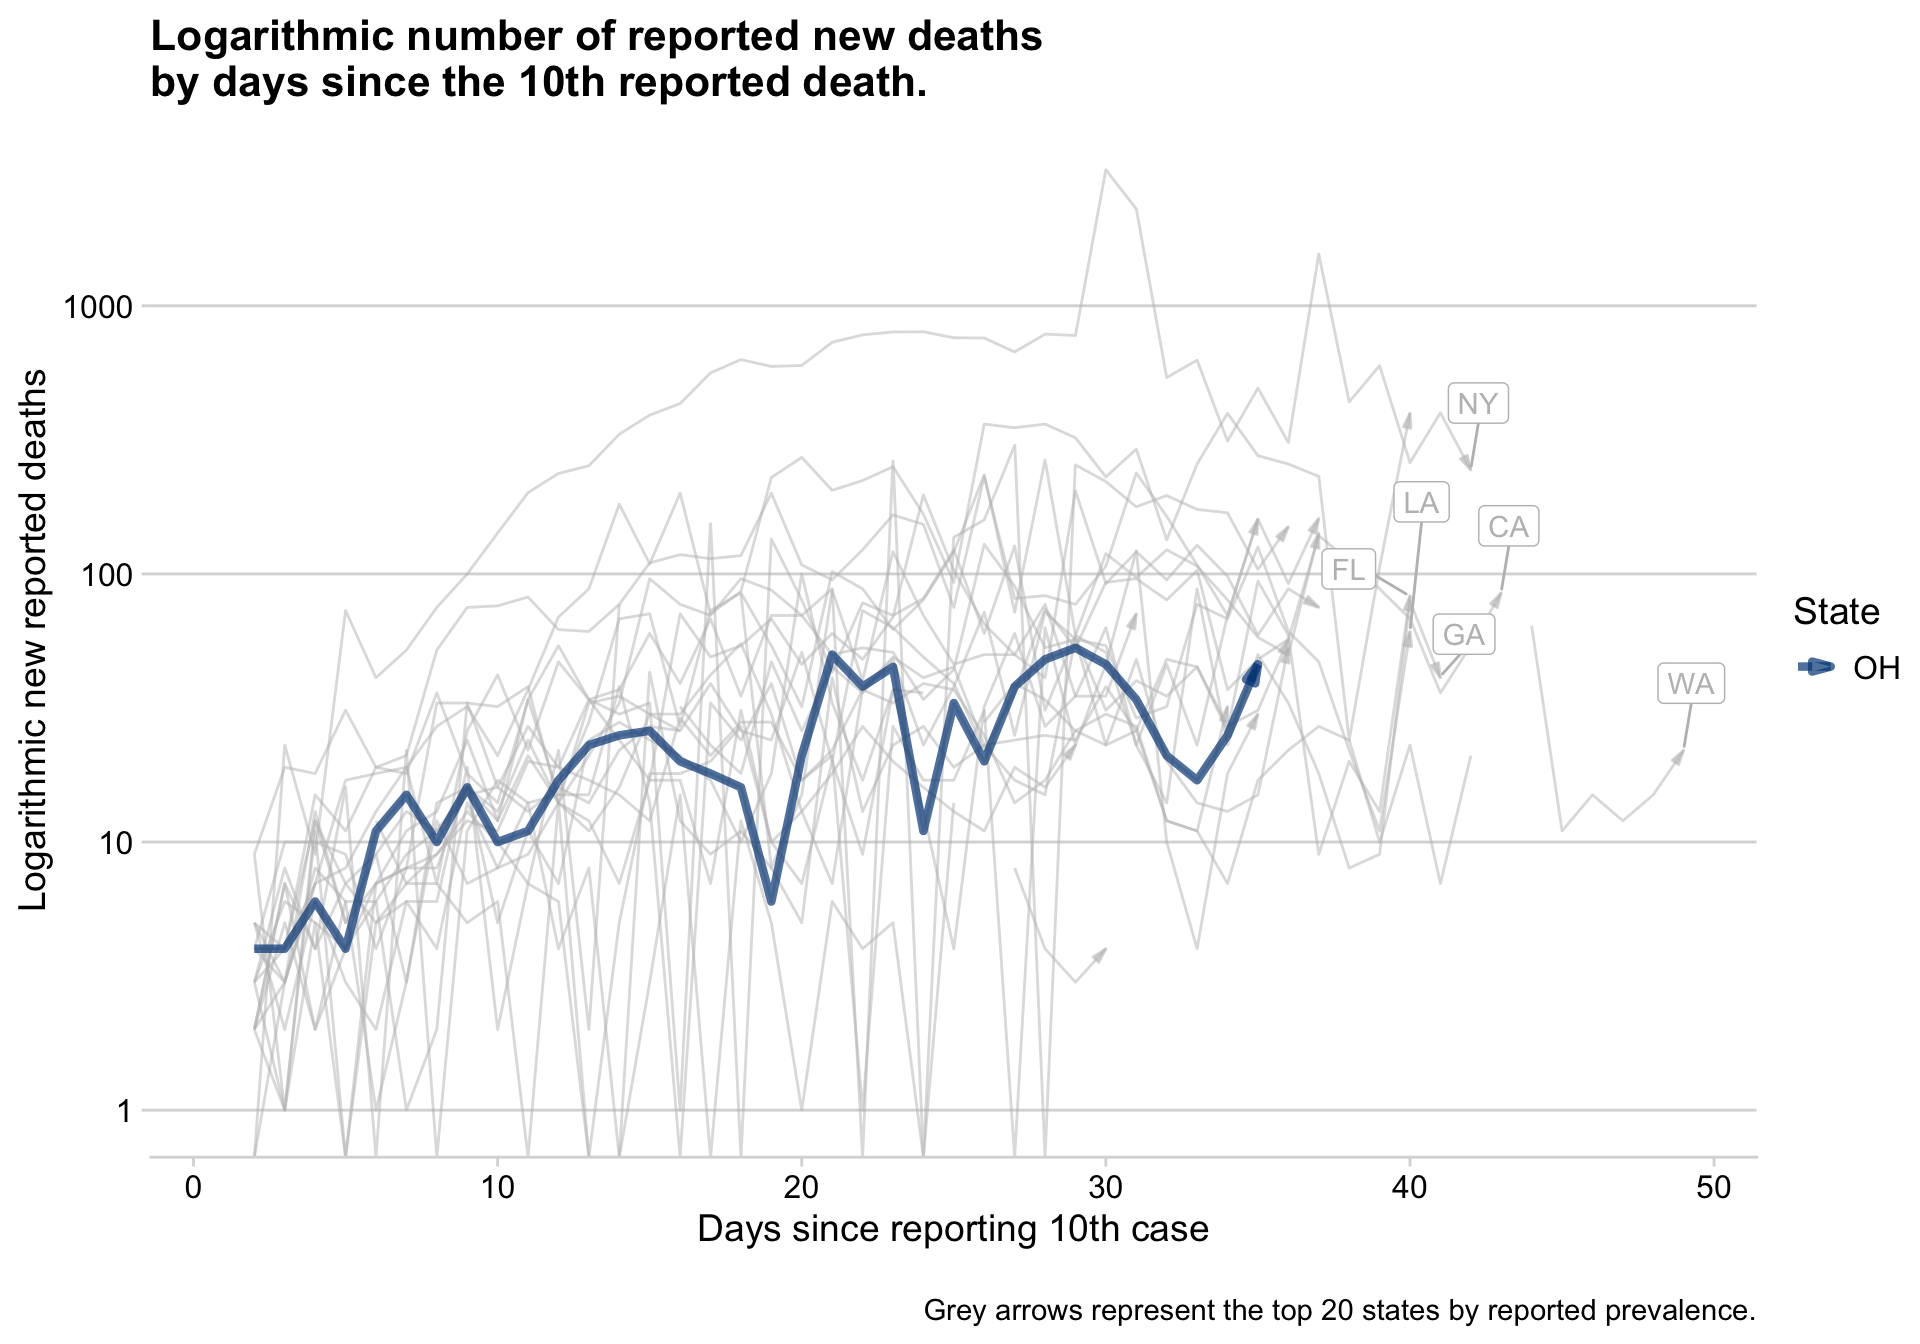 Logarithmic number of reported new deaths
by days since the 10th reported death.
Logarithmic new reported deaths
1000
100
10
1
NY
LA
CA
FL
GA
WA
State
OH
0 10 20 30 40 50
Days since reporting 10th case
Grey arrows represent the top 20 states by reported prevalence.